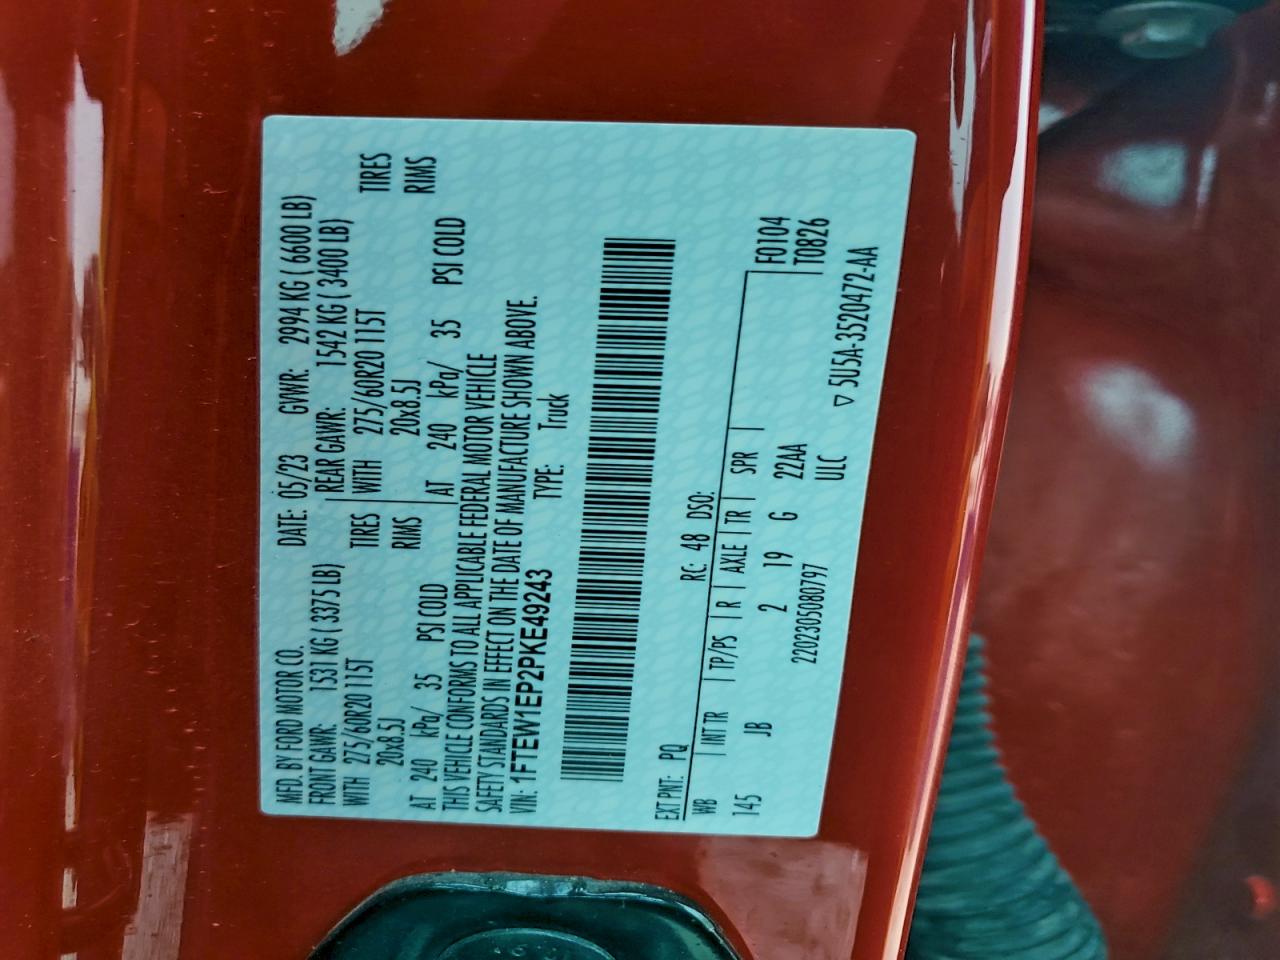 MFD. BY FORD MOTOR CO. DATE: 05/23 GVWR: 2994 KG ( 6600 LB)
FRONT GAWR: 1531 KG ( 3375 LB) REAR GAWR: 1542 KG ( 3400 LB)
WITH 275/60R20 115T TIRES WITH 275/60R20 115T TIRES
20x8.5J RIMS 20x8.5J RIMS
AT 240 kPa/ 35 PSI COLD AT 240 kPa/ 35 PSI COLD
THIS VEHICLE CONFORMS TO ALL APPLICABLE FEDERAL MOTOR VEHICLE
SAFETY STANDARDS IN EFFECT ON THE DATE OF MANUFACTURE SHOWN ABOVE.
VIN: 1FTEW1EP2PKE49243 TYPE: Truck
EXT PNT: PQ RC: 48 DSO: F0104
WB INT TR TP/PS R AXLE TR SPR T0826
145 JB 2 19 G 22AA
2202305080797 ULC
▽ 5U5A-3520472-AA